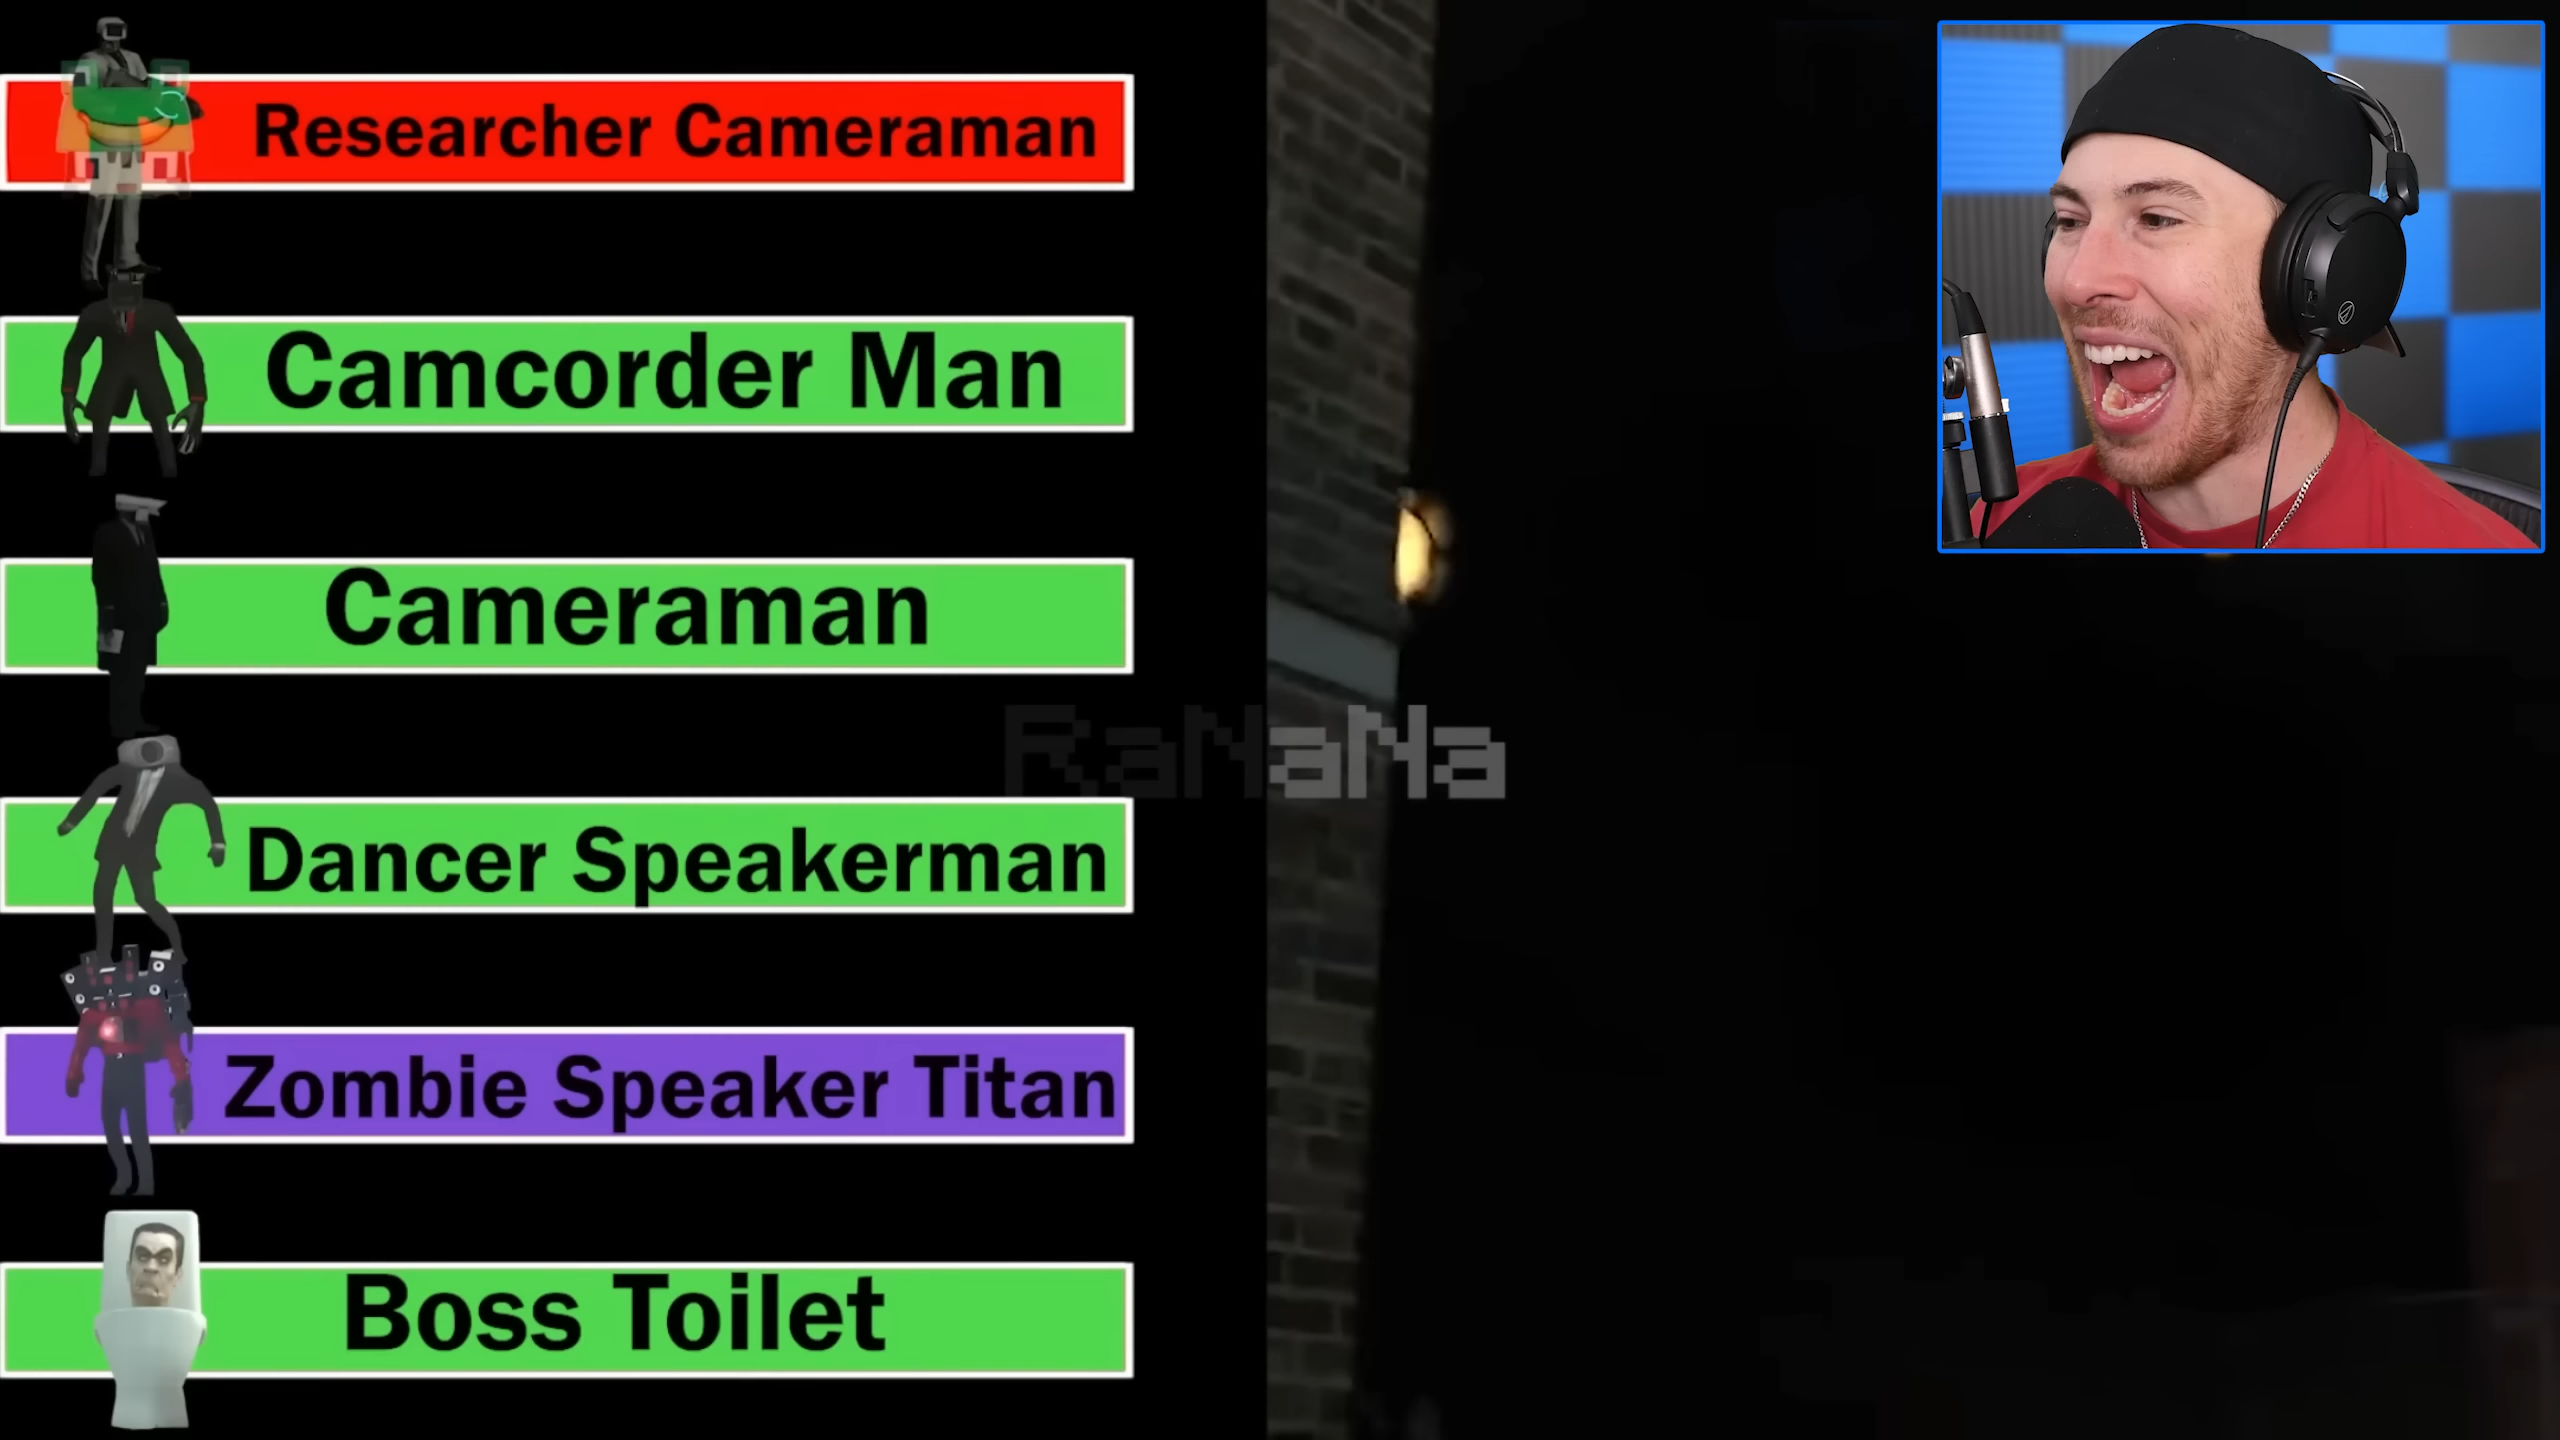 Researcher Cameraman
Camcorder Man
Cameraman
RaNaNa
Dancer Speakerman
Zombie Speaker Titan
Boss Toilet